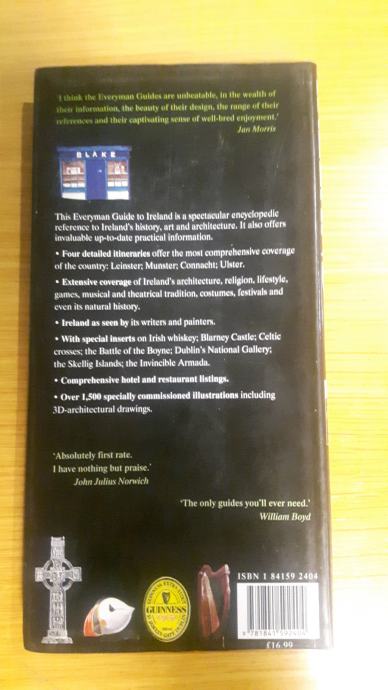 'I think the Everyman Guides are unbeatable, in the wealth of
their information, the beauty of their design, the range of their
references and their captivating sense of well-bred enjoyment.'
Jan Morris
BLAKE
This Everyman Guide to Ireland is a spectacular encyclopedic
reference to Ireland's history, art and architecture. It also offers
invaluable up-to-date practical information.
• Four detailed itineraries offer the most comprehensive coverage
of the country: Leinster; Munster; Connacht; Ulster.
• Extensive coverage of Ireland's architecture, religion, lifestyle,
games, musical and theatrical tradition, costumes, festivals and
even its natural history.
• Ireland as seen by its writers and painters.
• With special inserts on Irish whiskey; Blarney Castle; Celtic
crosses; the Battle of the Boyne; Dublin's National Gallery;
the Skellig Islands; the Invincible Armada.
• Comprehensive hotel and restaurant listings.
• Over 1,500 specially commissioned illustrations including
3D-architectural drawings.
'Absolutely first rate.
I have nothing but praise.'
John Julius Norwich
'The only guides you'll ever need.'
William Boyd
GUINNESS
ISBN 1 84159 2404
9 781841 592404
£16.99